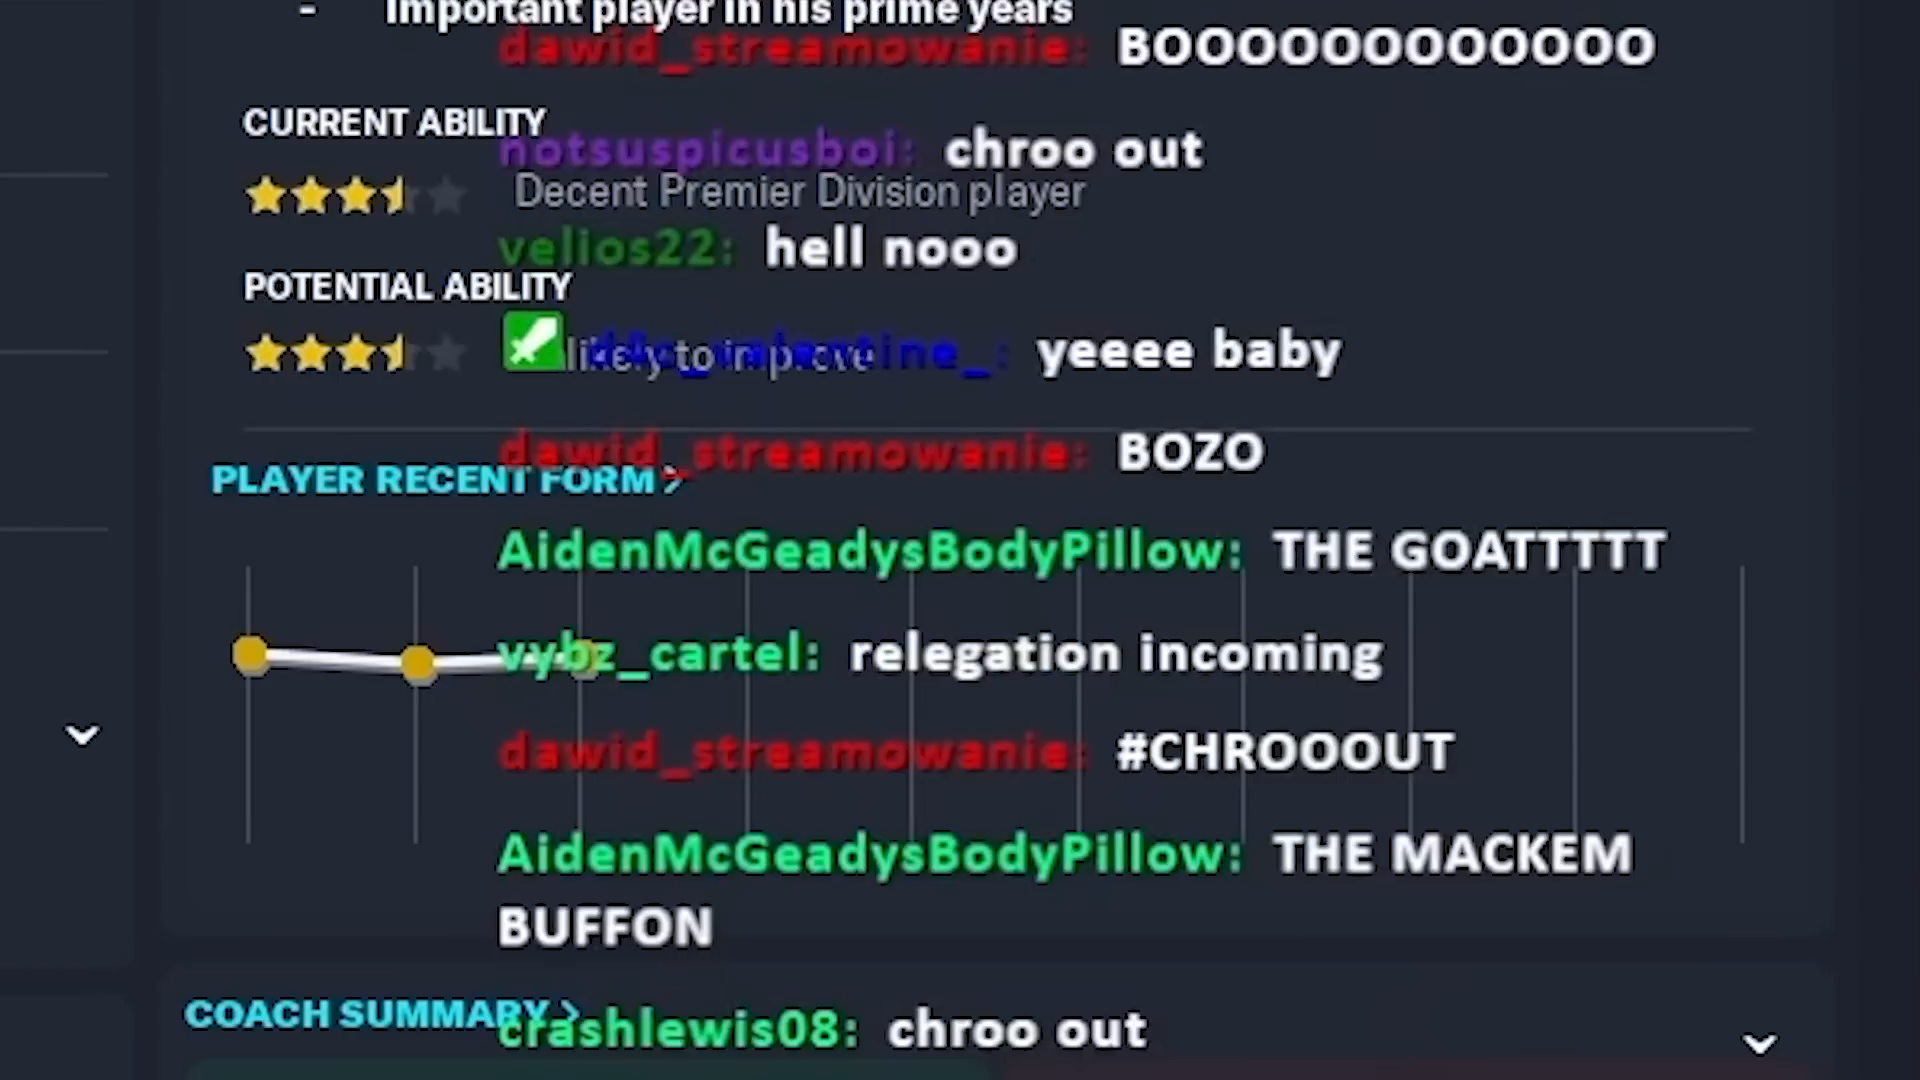 - Important player in his prime years
dawid_streamowanie: BOOOOOOOOOOOOO
CURRENT ABILITY
notsuspicusboi: chroo out
Decent Premier Division player
velios22: hell nooo
POTENTIAL ABILITY
likely to improve
yeeee baby
dawid_streamowanie: BOZO
PLAYER RECENT FORM >
AidenMcGeadysBodyPillow: THE GOATTTTT
vybz_cartel: relegation incoming
dawid_streamowanie: #CHROOOUT
AidenMcGeadysBodyPillow: THE MACKEM
BUFFON
COACH SUMMARY >
crashlewis08: chroo out